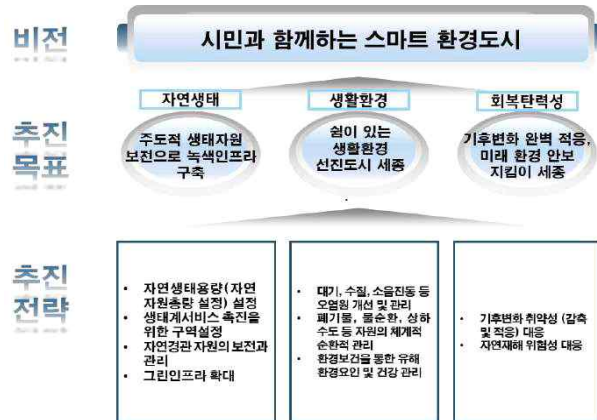 비전
시민과 함께하는 스마트 환경도시
추진
목표
자연생태
주도적 생태자원
보전으로 녹색인프라
구축
생활환경
쉼이 있는
생활환경
선진도시 세종
회복탄력성
기후변화 완벽 적응,
미래 환경 안보
지킴이 세종
추진
전략
• 자연생태용량(자연
자원총량 설정) 설정
• 생태계서비스 촉진을
위한 구역설정
• 자연경관 자원의 보전과
관리
• 그린인프라 확대
• 대기, 수질, 소음진동 등
오염원 개선 및 관리
• 폐기물, 물순환, 상하
수도 등 자원의 체계적
순환적 관리
• 환경보건을 통한 유해
환경요인 및 건강 관리
• 기후변화 취약성 (감축
및 적응) 대응
• 자연재해 위험성 대응